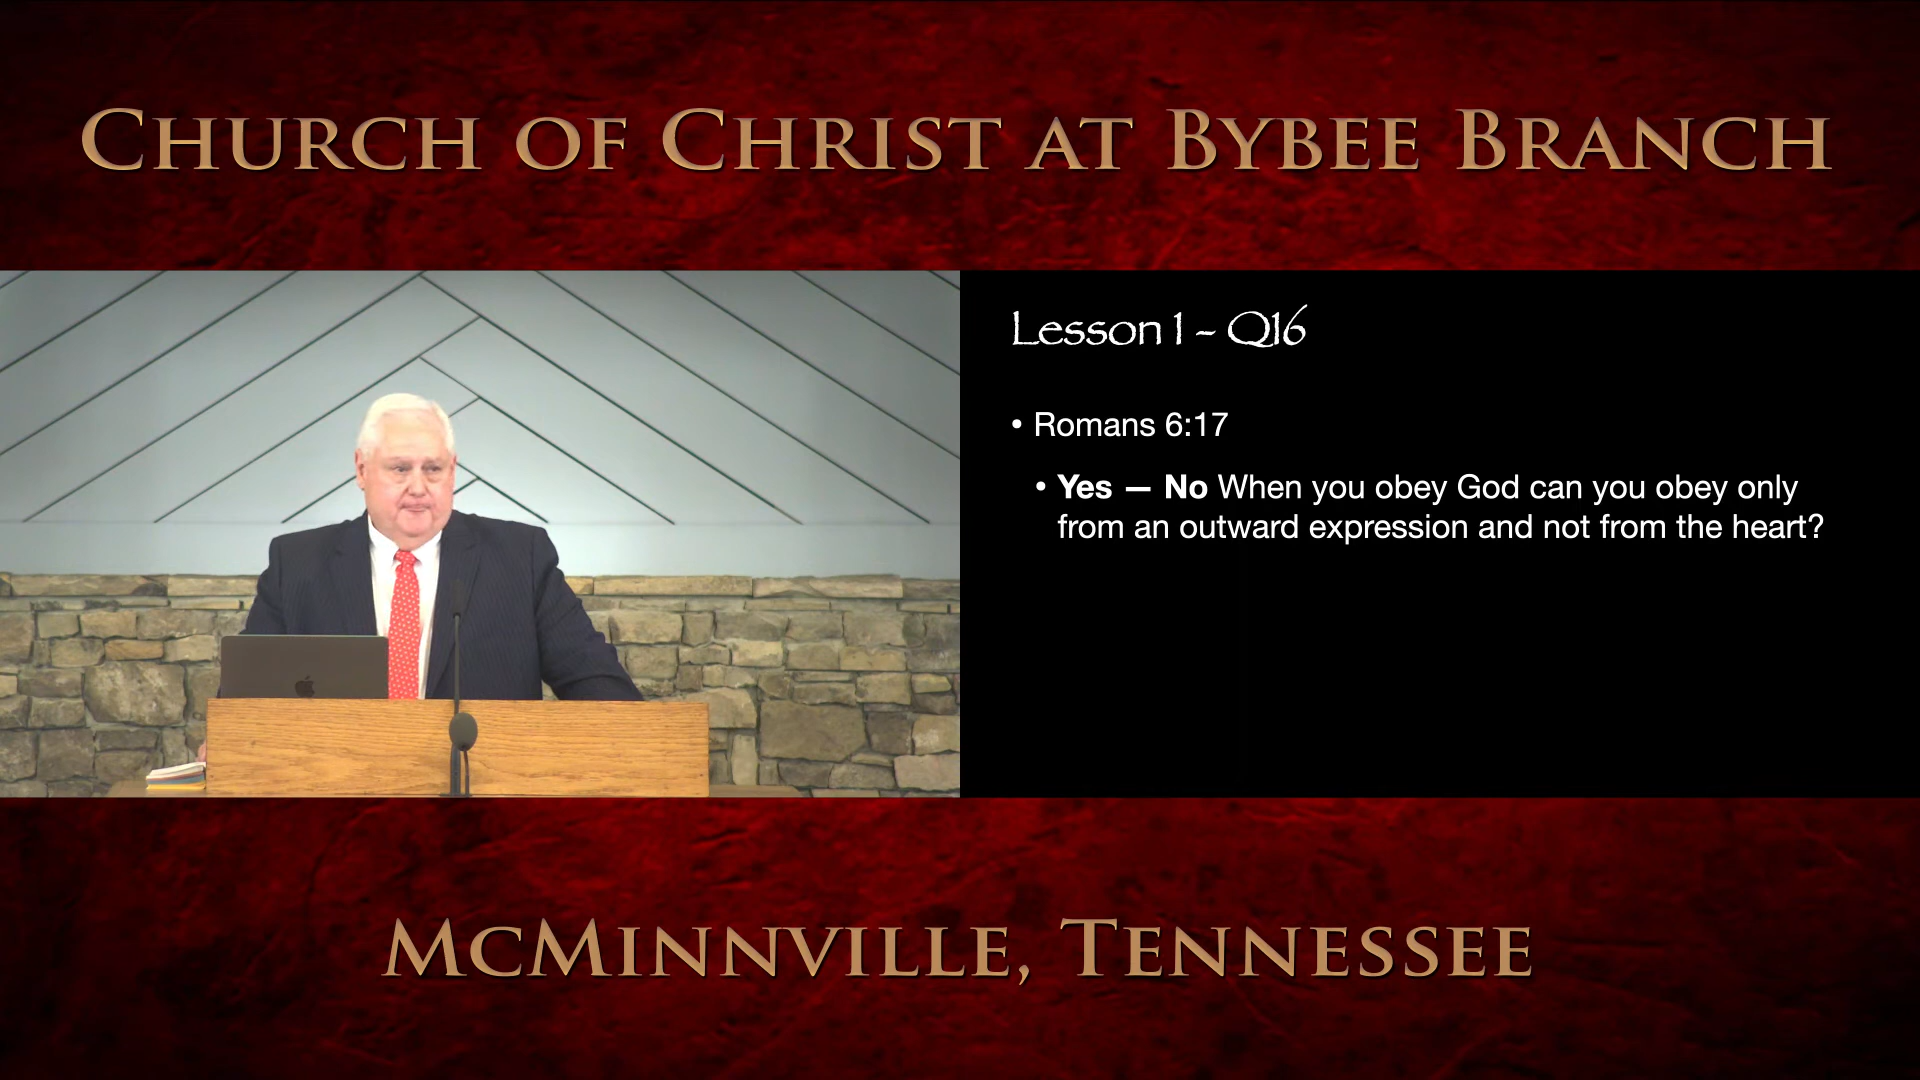 Church of Christ at Bybee Branch
Lesson 1 - Q16
• Romans 6:17
• Yes — No When you obey God can you obey only
from an outward expression and not from the heart?
McMinnville, Tennessee